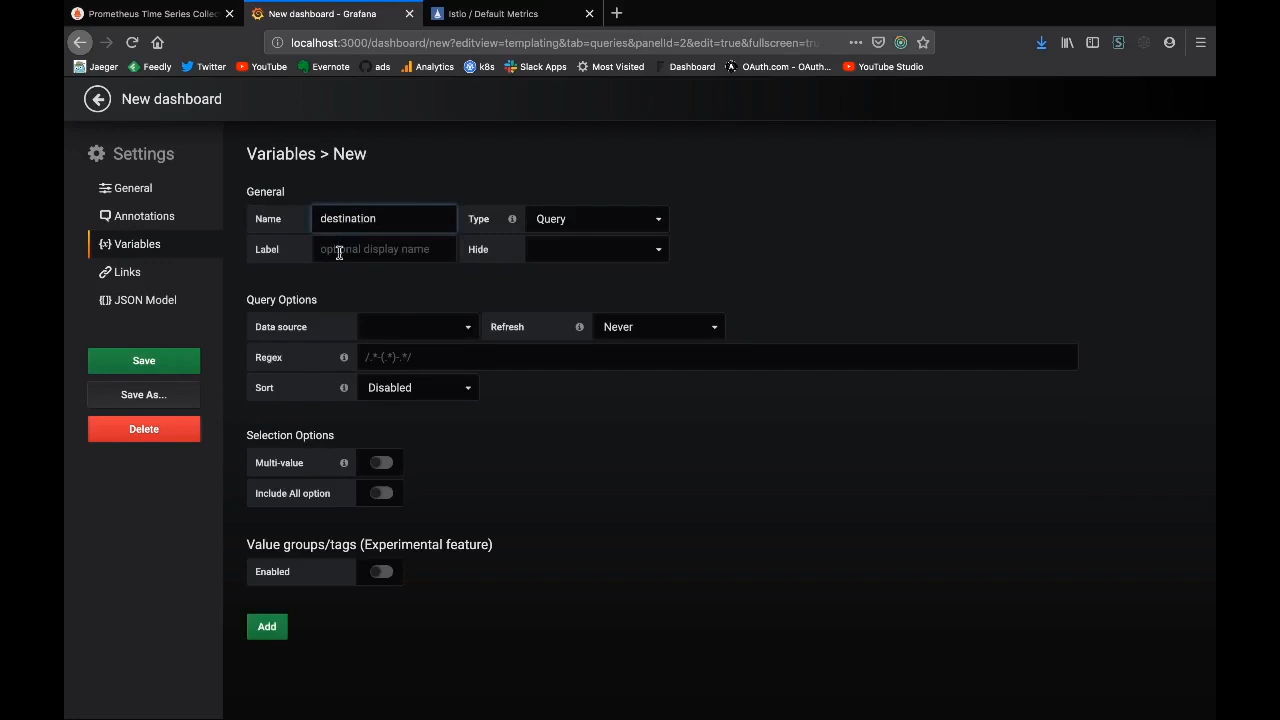 Prometheus Time Series Collec
New dashboard - Grafana
Istio / Default Metrics
localhost:3000/dashboard/new?editview=templating&tab=queries&panelId=2&edit=true&fullscreen=tru
Jaeger Feedly Twitter YouTube Evernote ads Analytics k8s Slack Apps Most Visited Dashboard OAuth.com - OAuth... YouTube Studio
New dashboard
Settings
General
Annotations
Variables
Links
JSON Model
Save
Save As...
Delete
Variables > New
General
Name destination Type Query
Label optional display name Hide
Query Options
Data source Refresh Never
Regex /.*-(.*)-.*/
Sort Disabled
Selection Options
Multi-value
Include All option
Value groups/tags (Experimental feature)
Enabled
Add